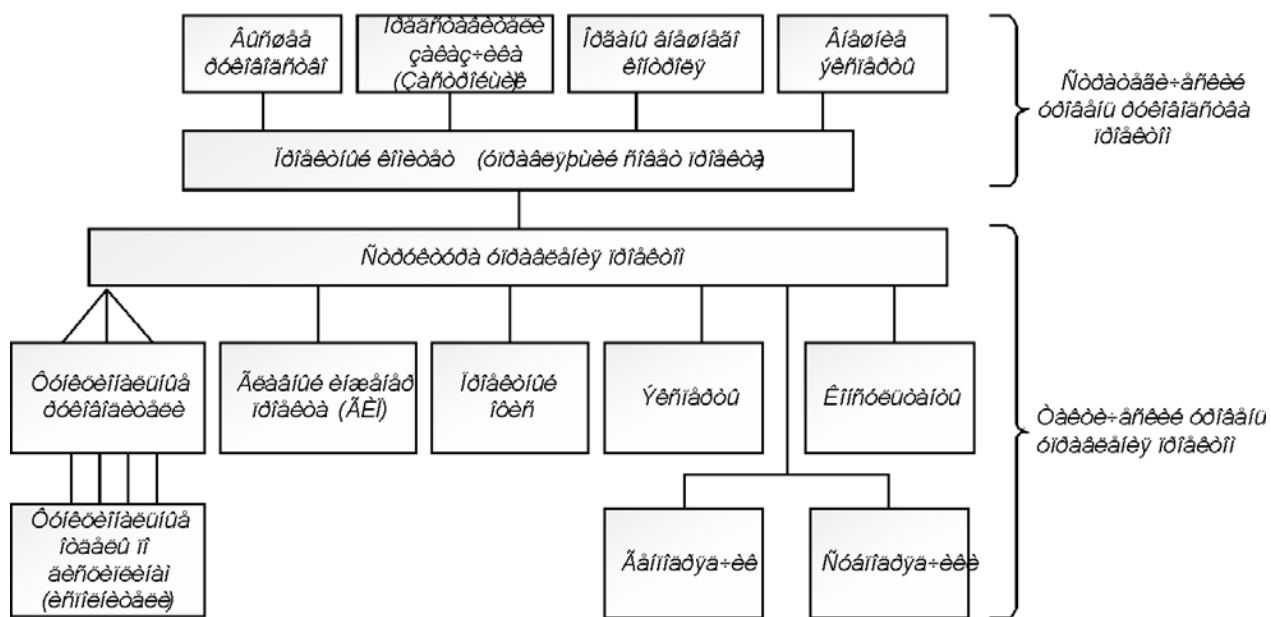 Âûñøåå
ðóêîâîäñòâî
Ïðåäñòàâèòåëè
çàêàç÷èêà
(Çàñòðîéùèê)
Îðãàíû âíåøíåãî
êîíòðîëÿ
Âíåøíèå
ýêñïåðòû
Ñòðàòåãè÷åñêèé
óðîâåíü ðóêîâîäñòâà
ïðîåêòîì
Ïðîåêòíûé êîìèòåò (óïðàâëÿþùèé ñîâåò ïðîåêòà)
Ñòðóêòóðà óïðàâëåíèÿ ïðîåêòîì
Ôóíêöèîíàëüíûå
ðóêîâîäèòåëè
Ãëàâíûé èíæåíåð
ïðîåêòà (ÃÈÏ)
Ïðîåêòíûé
îôèñ
Ýêñïåðòû
Êîíñóëüòàíòû
Òàêòè÷åñêèé óðîâåíü
óïðàâëåíèÿ ïðîåêòîì
Ôóíêöèîíàëüíûå
îòäåëû ïî
äèñöèïëèíàì
(èñïîëíèòåëè)
Ãåíïîäðÿä÷èê
Ñóáïîäðÿä÷èêè